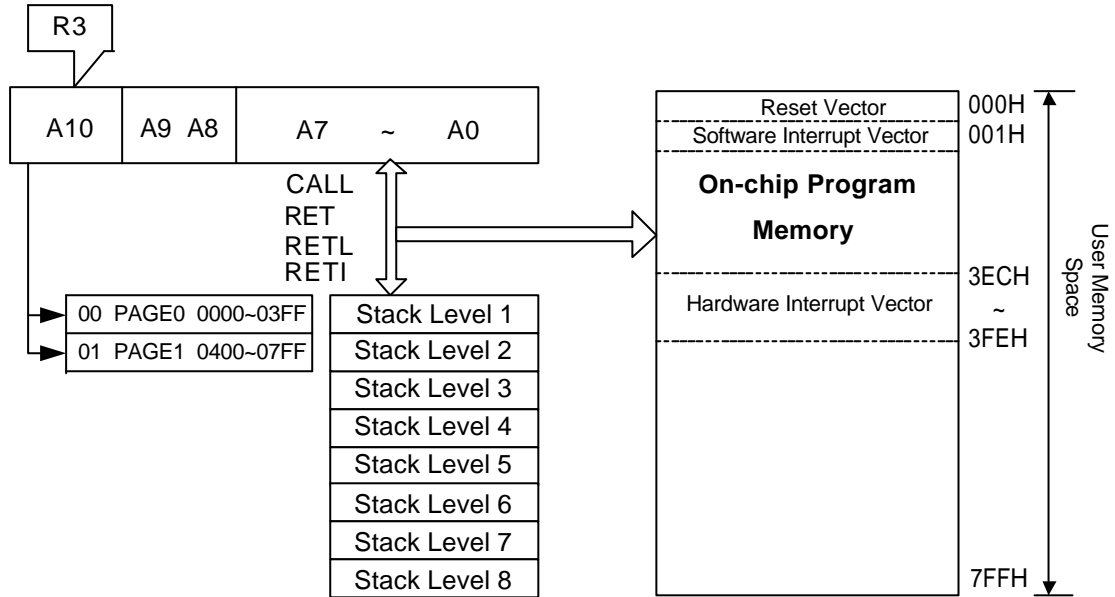 R3
A10
A9 A8
A7 ~ A0
CALL
RET
RETL
RETI
00 PAGE0 0000~03FF
01 PAGE1 0400~07FF
Stack Level 1
Stack Level 2
Stack Level 3
Stack Level 4
Stack Level 5
Stack Level 6
Stack Level 7
Stack Level 8
Reset Vector
000H
Software Interrupt Vector
001H
On-chip Program
Memory
3ECH
Hardware Interrupt Vector
~
3FEH
7FFH
User Memory
Space